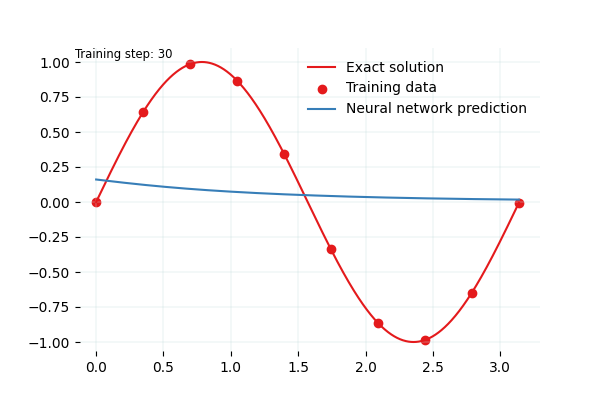 Training step: 30
Exact solution
Training data
Neural network prediction
1.00
0.75
0.50
0.25
0.00
−0.25
−0.50
−0.75
−1.00
0.0 0.5 1.0 1.5 2.0 2.5 3.0